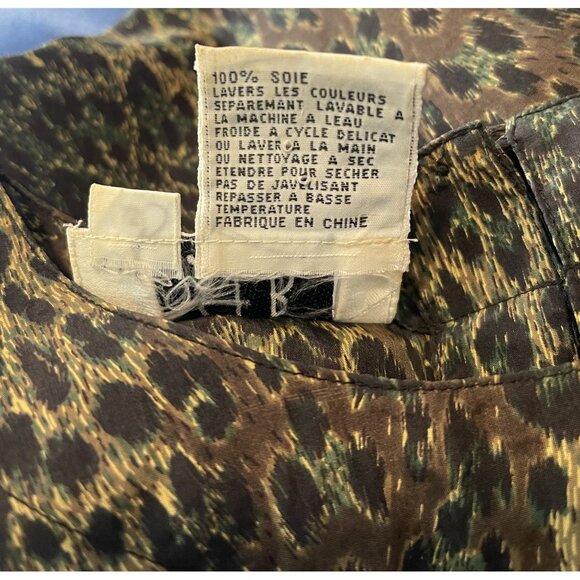 100% SOIE
LAVERS LES COULEURS
SEPAREMANT LAVABLE A
LA MACHINE A LEAU
FROIDE A CYCLE DELICAT
OU LAVER A LA MAIN
OU NETTOYAGE A SEC
ETENDRE POUR SECHER
PAS DE JAVELISANT
REPASSER A BASSE
TEMPERATURE
FABRIQUE EN CHINE